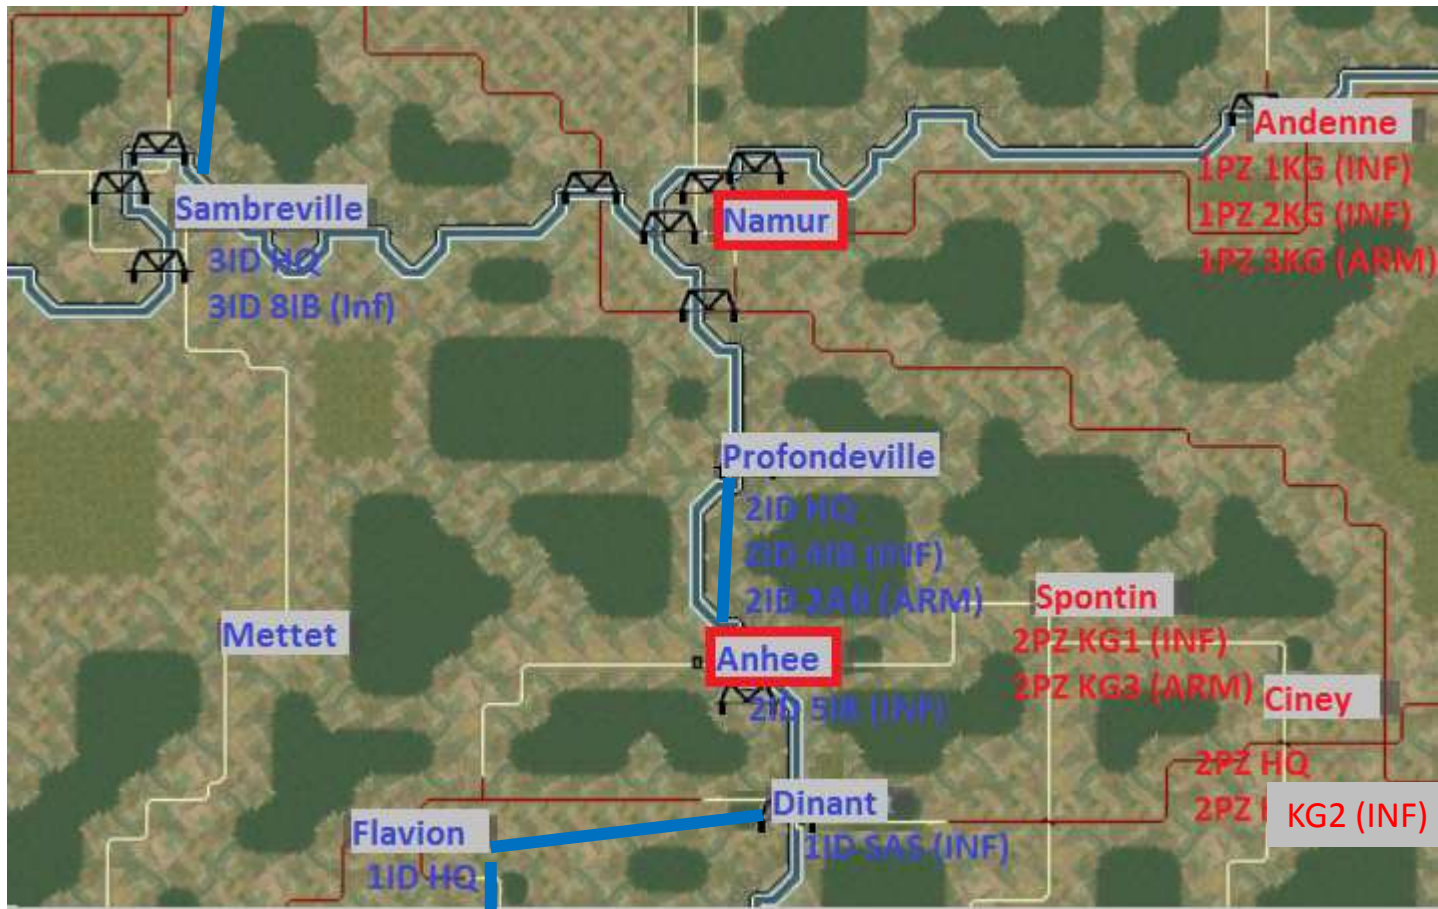 Andenne
1PZ 1KG (INF)
1PZ 2KG (INF)
1PZ 3KG (ARM)
Sambreville
3ID HQ
3ID 8IB (Inf)
Namur
Profondeville
2ID HQ
2ID 4IB (INF)
2ID 2AB (ARM)
Spontin
2PZ KG1 (INF)
2PZ KG3 (ARM)
Mettet
Anhee
2ID 5IB (INF)
Ciney
2PZ HQ
2PZ
KG2 (INF)
Dinant
1ID SAS (INF)
Flavion
1ID HQ